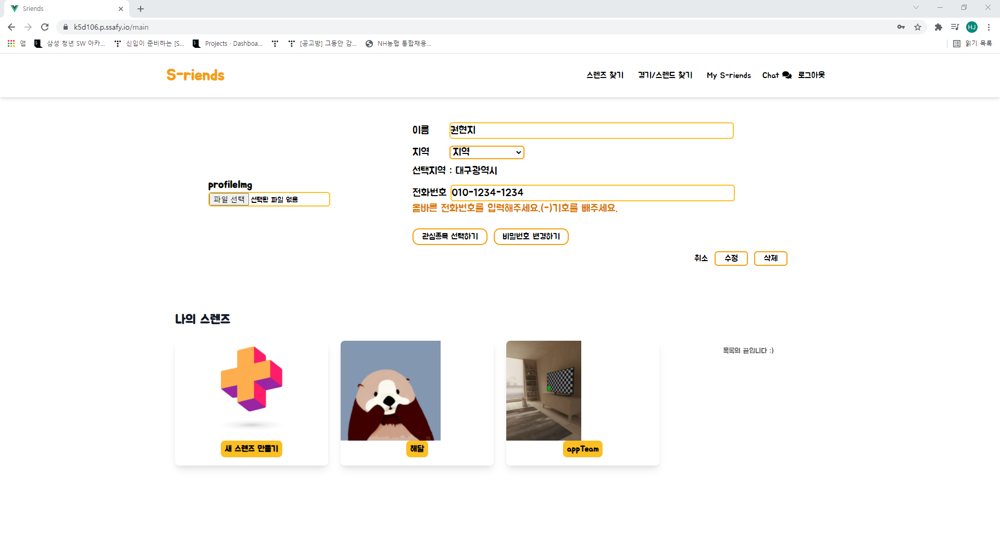 Sriends
k5d106.p.ssafy.io/main
HJ
앱 삼성 청년 SW 아카... 신입이 준비하는 [S... Projects · Dashboa... [공고방] 그동안 감... NH농협 통합채용... 읽기 목록
S-riends 스렌즈 찾기 경기/스렌드 찾기 My S-riends Chat 로그아웃
이름 권현지
지역 지역
선택지역 : 대구광역시
profileImg
파일 선택 선택된 파일 없음
전화번호 010-1234-1234
올바른 전화번호를 입력해주세요.(-)기호를 빼주세요.
관심종목 선택하기 비밀번호 변경하기
취소 수정 삭제
나의 스렌즈
목록의 끝입니다 :)
새 스렌즈 만들기 해달 appTeam